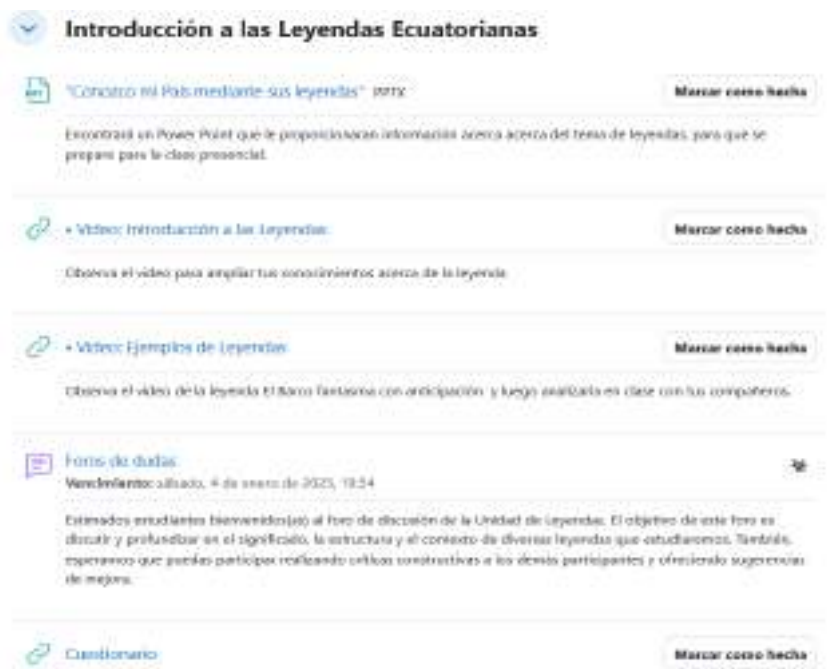 Introducción a las Leyendas Ecuatorianas
"Conozco mi País mediante sus leyendas" PPTX
Marcar como hecha
Encontrará un Power Point que le proporcionaran información acerca acerca del tema de leyendas, para que se
prepare para la clase presencial.
• Video: Introducción a las Leyendas
Marcar como hecha
Observa el video para ampliar tus conocimientos acerca de la leyenda
• Video: Ejemplos de Leyendas
Marcar como hecha
Observa el video de la leyenda El Barco fantasma con anticipación y luego analizarla en clase con tus compañeros.
Foros de dudas
Vencimiento: sábado, 4 de enero de 2025, 19:54
Estimados estudiantes bienvenidos(as) al foro de discusión de la Unidad de Leyendas. El objetivo de este foro es
discutir y profundizar en el significado, la estructura y el contexto de diversas leyendas que estudiaremos. También,
esperamos que puedas participar realizando críticas constructivas a los demás participantes y ofreciendo sugerencias
de mejora.
Cuestionario
Marcar como hecha